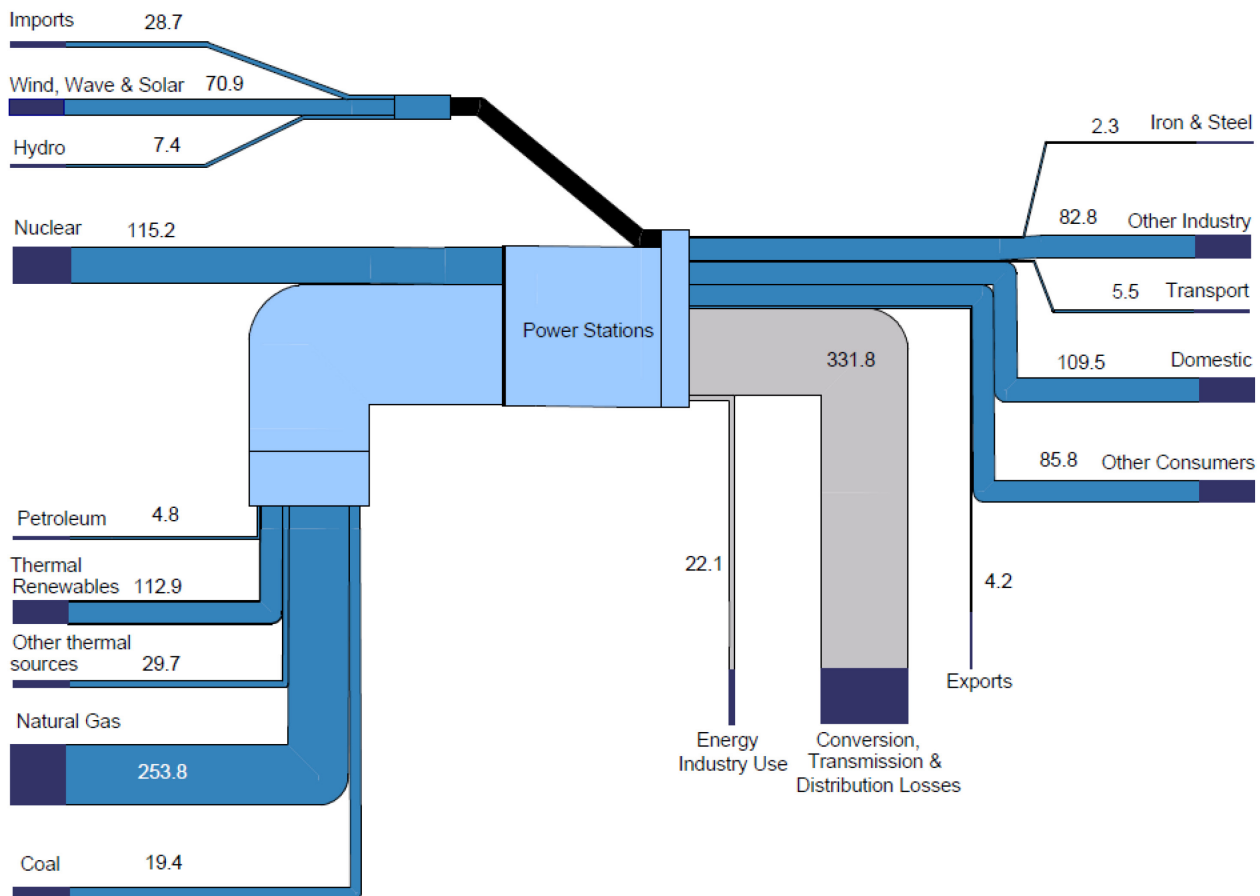 Imports 28.7
Wind, Wave & Solar 70.9
Hydro 7.4
Nuclear 115.2
Power Stations
Petroleum 4.8
Thermal
Renewables 112.9
Other thermal
sources 29.7
Natural Gas
253.8
Coal 19.4
2.3 Iron & Steel
82.8 Other Industry
5.5 Transport
331.8
109.5 Domestic
85.8 Other Consumers
22.1
4.2
Exports
Energy
Industry Use
Conversion,
Transmission &
Distribution Losses